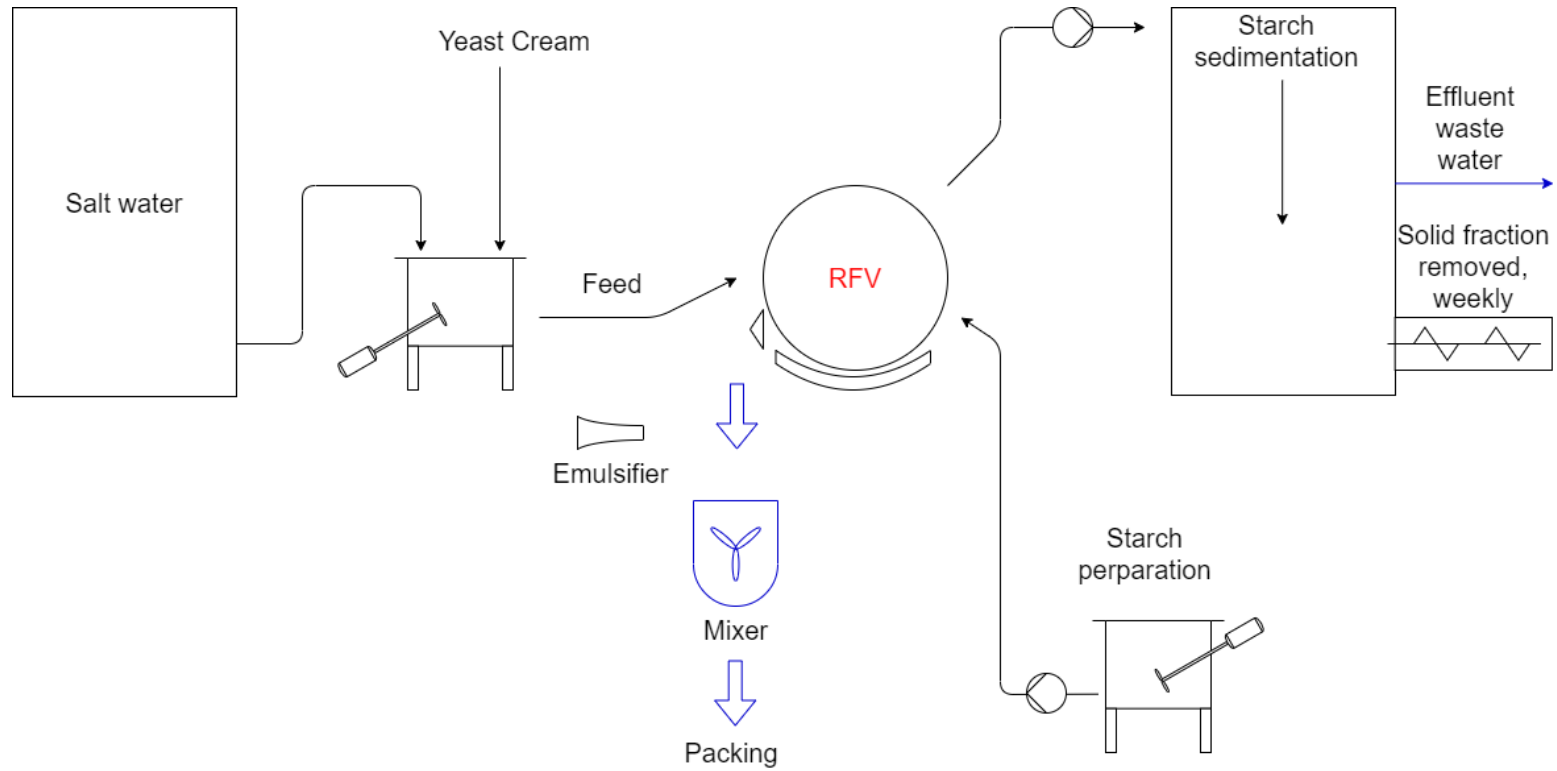 Salt water
Yeast Cream
Feed
RFV
Starch
sedimentation
Effluent
waste
water
Solid fraction
removed,
weekly
Emulsifier
Mixer
Packing
Starch
perparation